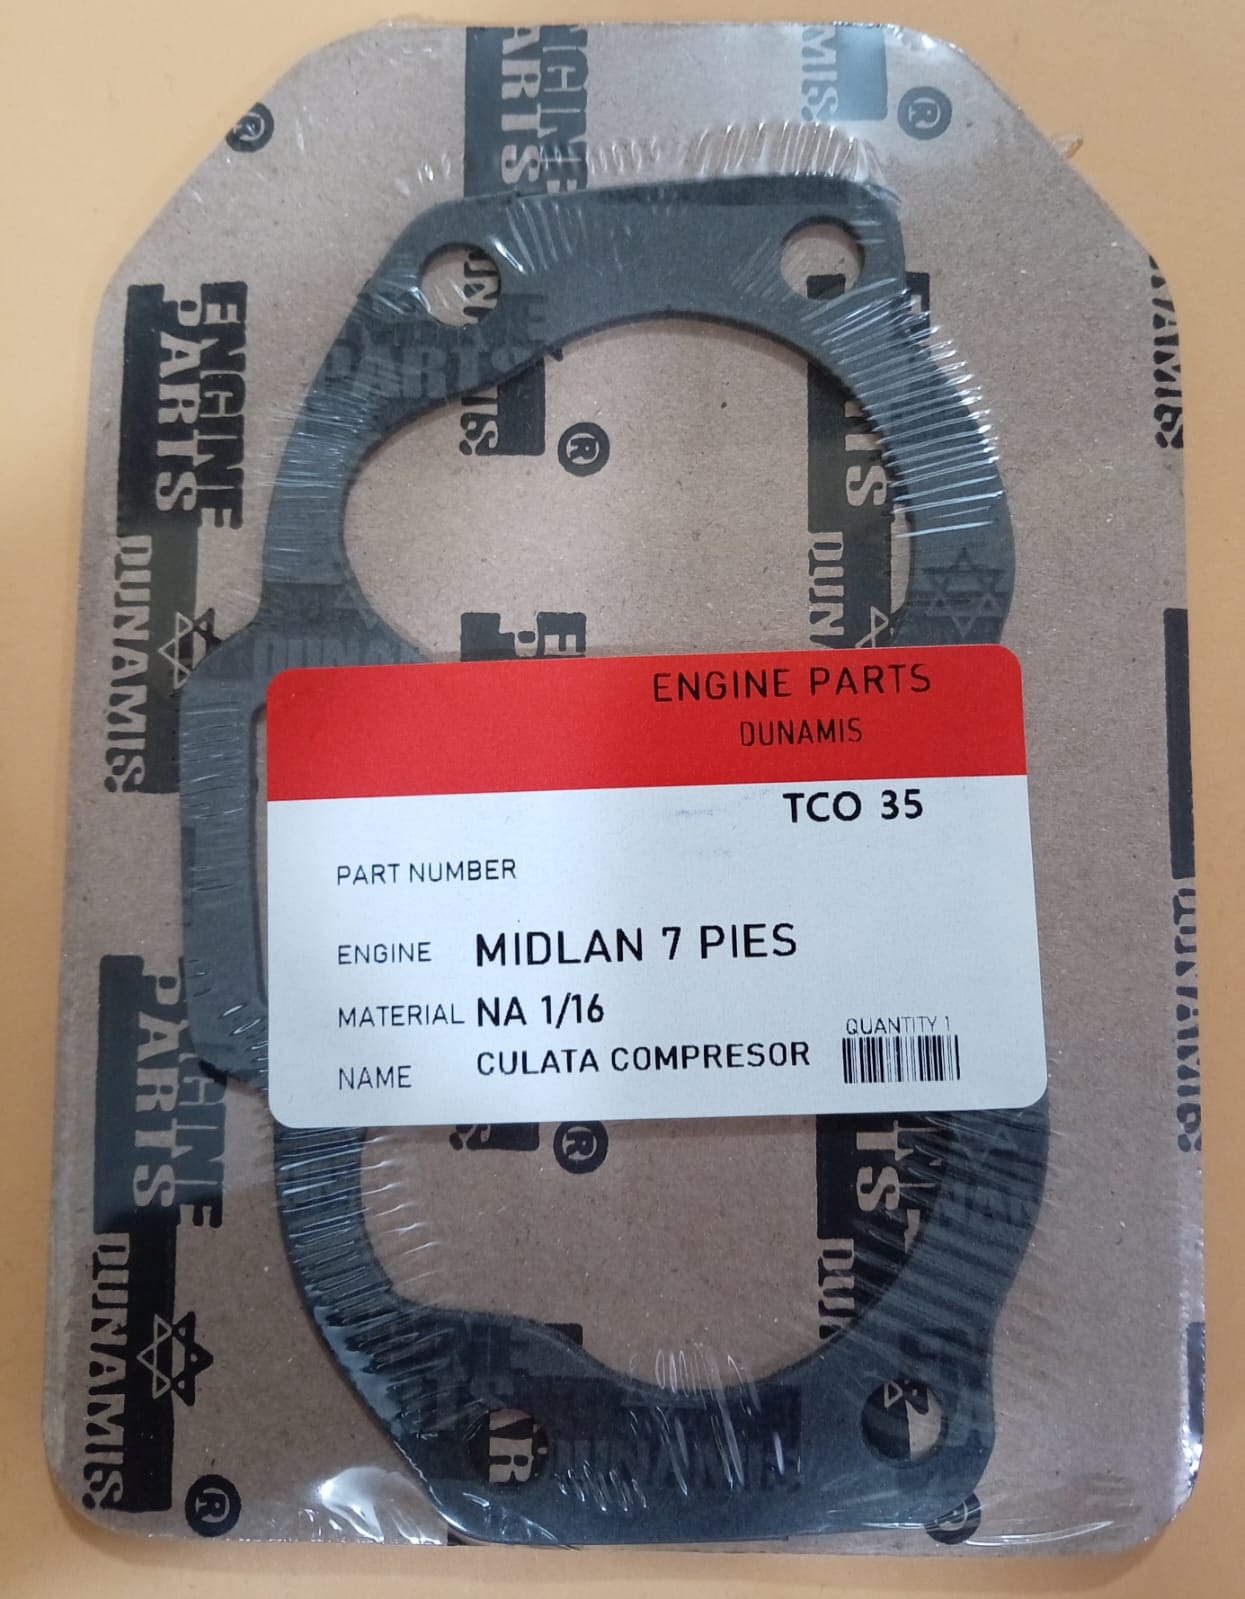 ENGINE PARTS
DUNAMIS
TCO 35
PART NUMBER
ENGINE MIDLAN 7 PIES
MATERIAL NA 1/16
NAME CULATA COMPRESOR
QUANTITY 1
ENGINE
PARTS
DUNAMIS
®
ENGINE
PARTS
DUNAMIS
®